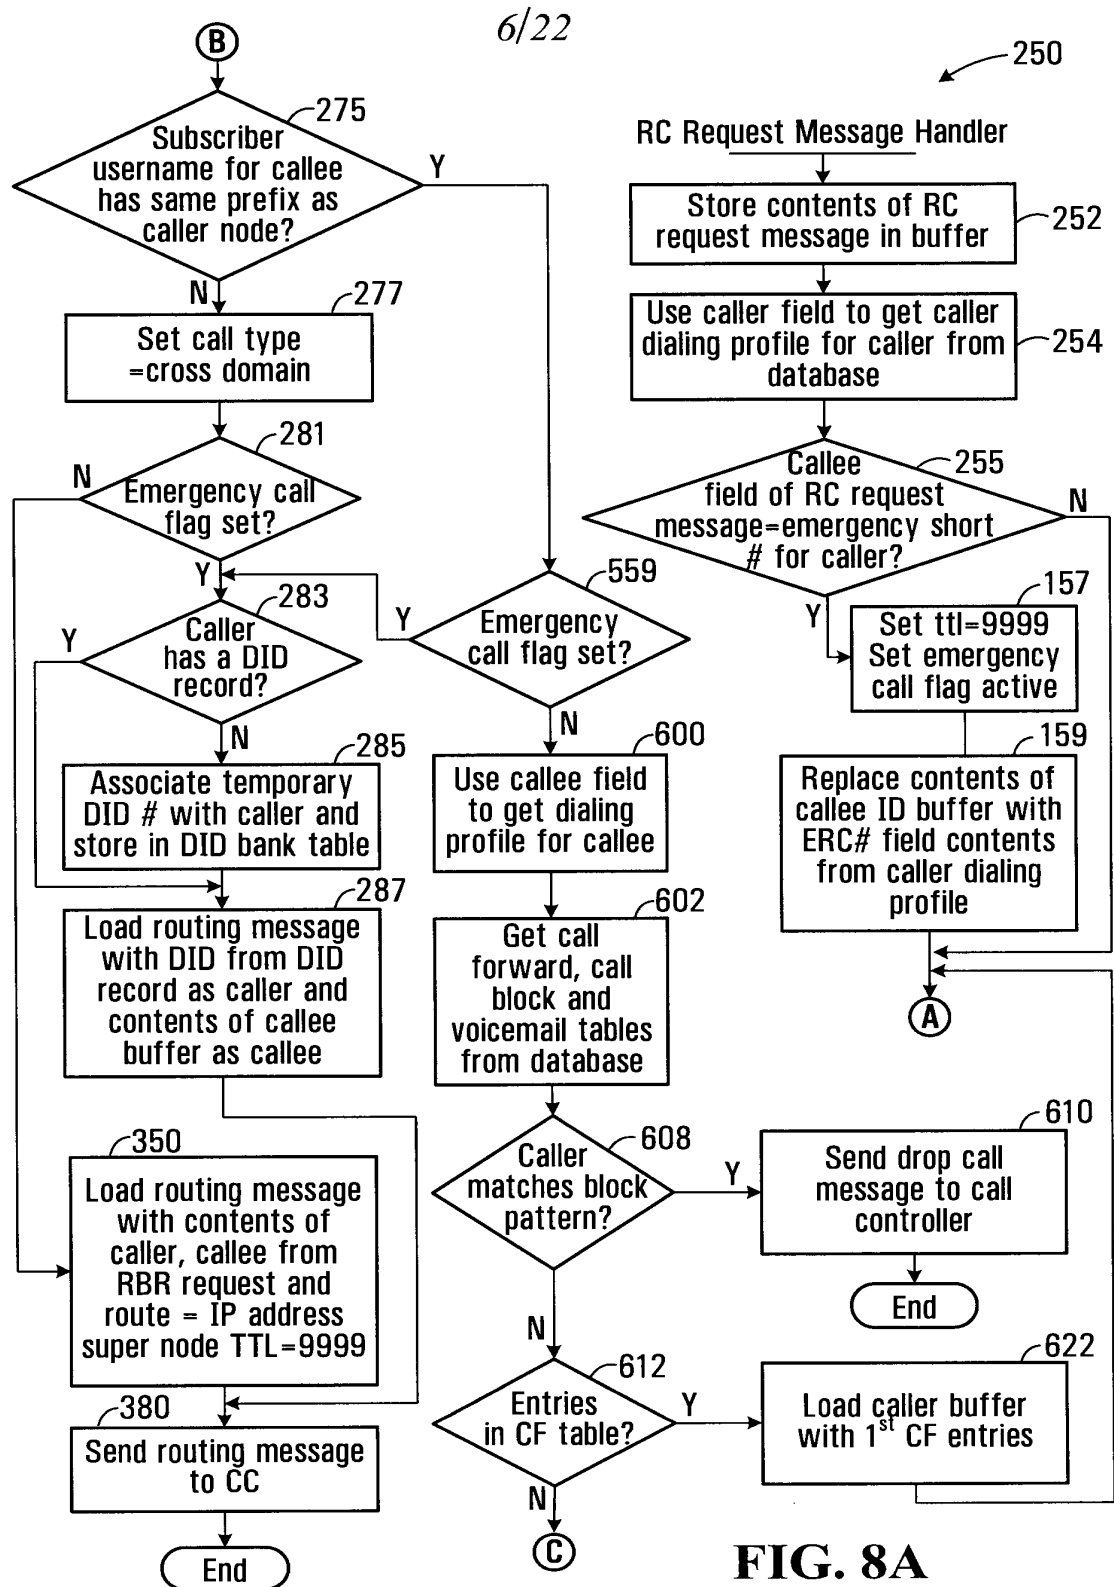 6/22
B
275
Subscriber
username for callee
has same prefix as
caller node?
Y
N
277
Set call type
=cross domain
281
N
Emergency call
flag set?
Y
283
Y
Caller
has a DID
record?
N
285
Associate temporary
DID # with caller and
store in DID bank table
287
Load routing message
with DID from DID
record as caller and
contents of callee
buffer as callee
350
Load routing message
with contents of
caller, callee from
RBR request and
route = IP address
super node TTL=9999
380
Send routing message
to CC
End
559
Y
Emergency
call flag set?
N
600
Use callee field
to get dialing
profile for callee
602
Get call
forward, call
block and
voicemail tables
from database
608
Caller
matches block
pattern?
Y
610
Send drop call
message to call
controller
End
N
612
Entries
in CF table?
Y
622
Load caller buffer
with 1st CF entries
N
C
250
RC Request Message Handler
Store contents of RC
request message in buffer
252
Use caller field to get caller
dialing profile for caller from
database
254
255
Callee
field of RC request
message=emergency short
# for caller?
N
Y
157
Set ttl=9999
Set emergency
call flag active
159
Replace contents of
callee ID buffer with
ERC# field contents
from caller dialing
profile
A
FIG. 8A